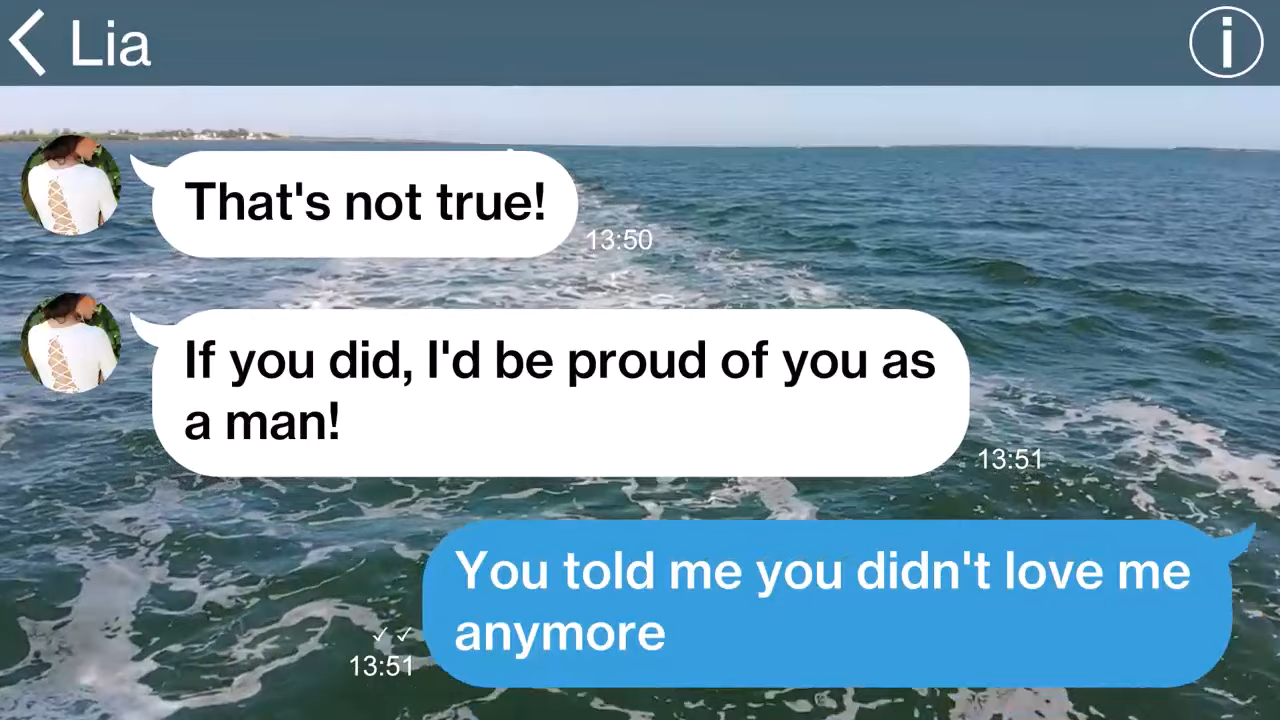 Lia
i
That's not true!
13:50
If you did, I'd be proud of you as
a man!
13:51
You told me you didn't love me
anymore
13:51